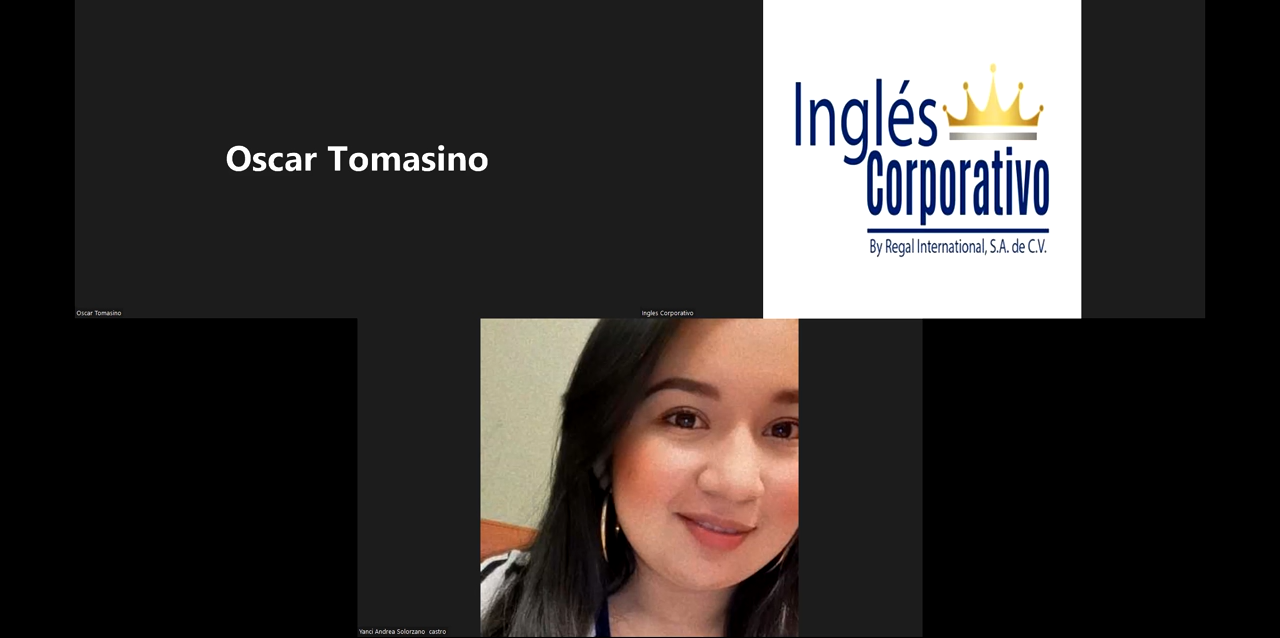 Oscar Tomasino
Oscar Tomasino
Inglés
Corporativo
By Regal International, S.A. de C.V.
Ingles Corporativo
Yanci Andrea Solorzano castro